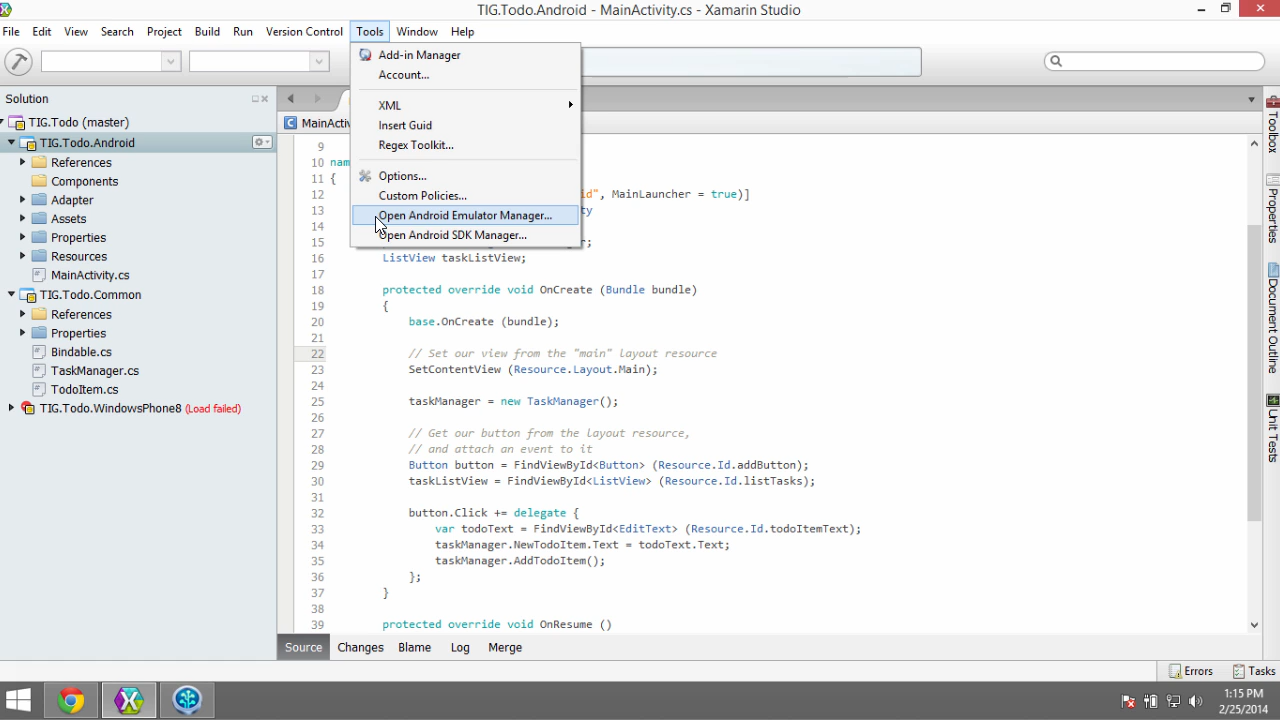 TIG.Todo.Android - MainActivity.cs - Xamarin Studio
File Edit View Search Project Build Run Version Control Tools Window Help
Add-in Manager
Account...
XML
Insert Guid
Regex Toolkit...
Options...
Custom Policies...
Open Android Emulator Manager...
Open Android SDK Manager...
Solution
TIG.Todo (master)
TIG.Todo.Android
References
Components
Adapter
Assets
Properties
Resources
MainActivity.cs
TIG.Todo.Common
References
Properties
Bindable.cs
TaskManager.cs
TodoItem.cs
TIG.Todo.WindowsPhone8 (Load failed)
MainActiv
9
10 nam
11 {
12 id", MainLauncher = true)]
13 ty
14
15 ;
16 ListView taskListView;
17
18 protected override void OnCreate (Bundle bundle)
19 {
20 base.OnCreate (bundle);
21
22 // Set our view from the "main" layout resource
23 SetContentView (Resource.Layout.Main);
24
25 taskManager = new TaskManager();
26
27 // Get our button from the layout resource,
28 // and attach an event to it
29 Button button = FindViewById<Button> (Resource.Id.addButton);
30 taskListView = FindViewById<ListView> (Resource.Id.listTasks);
31
32 button.Click += delegate {
33 var todoText = FindViewById<EditText> (Resource.Id.todoItemText);
34 taskManager.NewTodoItem.Text = todoText.Text;
35 taskManager.AddTodoItem();
36 };
37 }
38
39 protected override void OnResume ()
Toolbox
Properties
Document Outline
Unit Tests
Source Changes Blame Log Merge
Errors Tasks
1:15 PM
2/25/2014